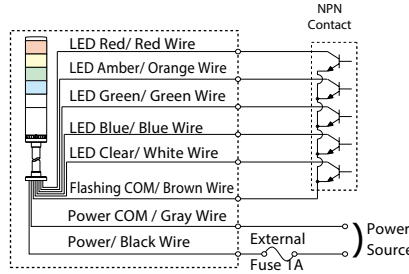 NPN
Contact
LED Red/ Red Wire
LED Amber/ Orange Wire
LED Green/ Green Wire
LED Blue/ Blue Wire
LED Clear/ White Wire
Flashing COM/ Brown Wire
Power COM / Gray Wire
Power/ Black Wire
External
Fuse 1A
Power
Source